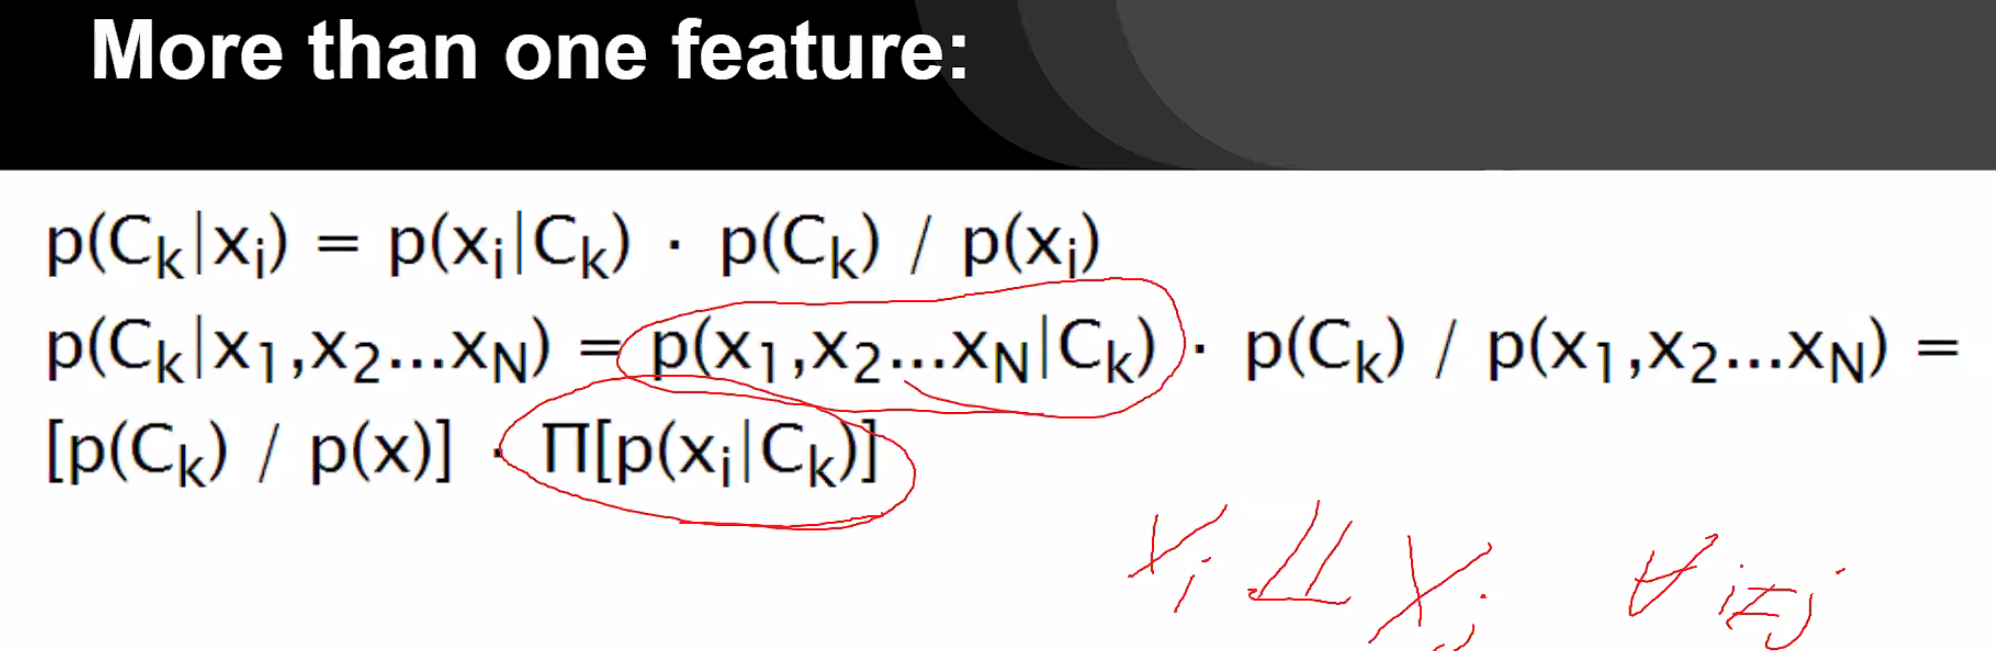 More than one feature:
p(Cₖ|xᵢ) = p(xᵢ|Cₖ) · p(Cₖ) / p(xᵢ)
p(Cₖ|x₁,x₂...x_N) = p(x₁,x₂...x_N|Cₖ) · p(Cₖ) / p(x₁,x₂...x_N) =
[p(Cₖ) / p(x)] · Π[p(xᵢ|Cₖ)]
xᵢ ⫫ xⱼ ∀ i≠j